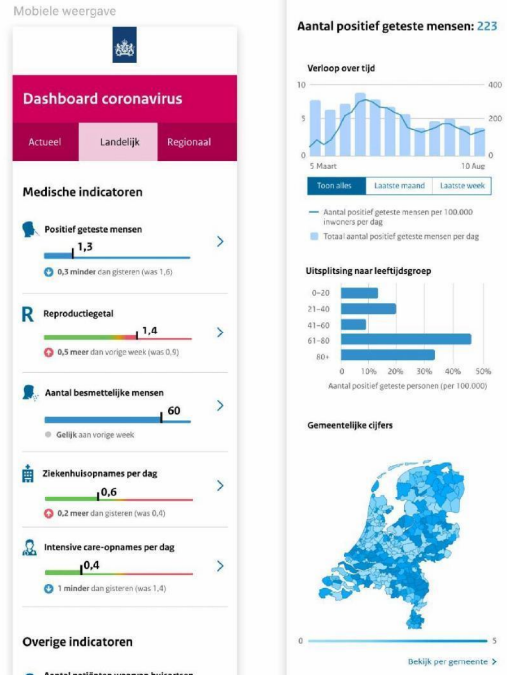 Mobiele weergave
Dashboard coronavirus
Actueel
Landelijk
Regionaal
Medische indicatoren
Positief geteste mensen
1,3
0,3 minder dan gisteren (was 1,6)
R
Reproductiegetal
1,4
0,5 meer dan vorige week (was 0,9)
Aantal besmettelijke mensen
60
Gelijk aan vorige week
Ziekenhuisopnames per dag
0,6
0,2 meer dan gisteren (was 0,4)
Intensive care-opnames per dag
0,4
1 minder dan gisteren (was 1,4)
Overige indicatoren
Aantal patiënten waarvan huisartsen
Aantal positief geteste mensen: 223
Verloop over tijd
10
400
5
200
0
0
5 Maart
10 Aug
Toon alles
Laatste maand
Laatste week
Aantal positief geteste mensen per 100.000
inwoners per dag
Totaal aantal positief geteste mensen per dag
Uitsplitsing naar leeftijdsgroep
0-20
21-40
41-60
61-80
80+
0 10% 20% 30% 40% 50%
Aantal positief geteste personen (per 100.000)
Gemeentelijke cijfers
0
5
Bekijk per gemeente